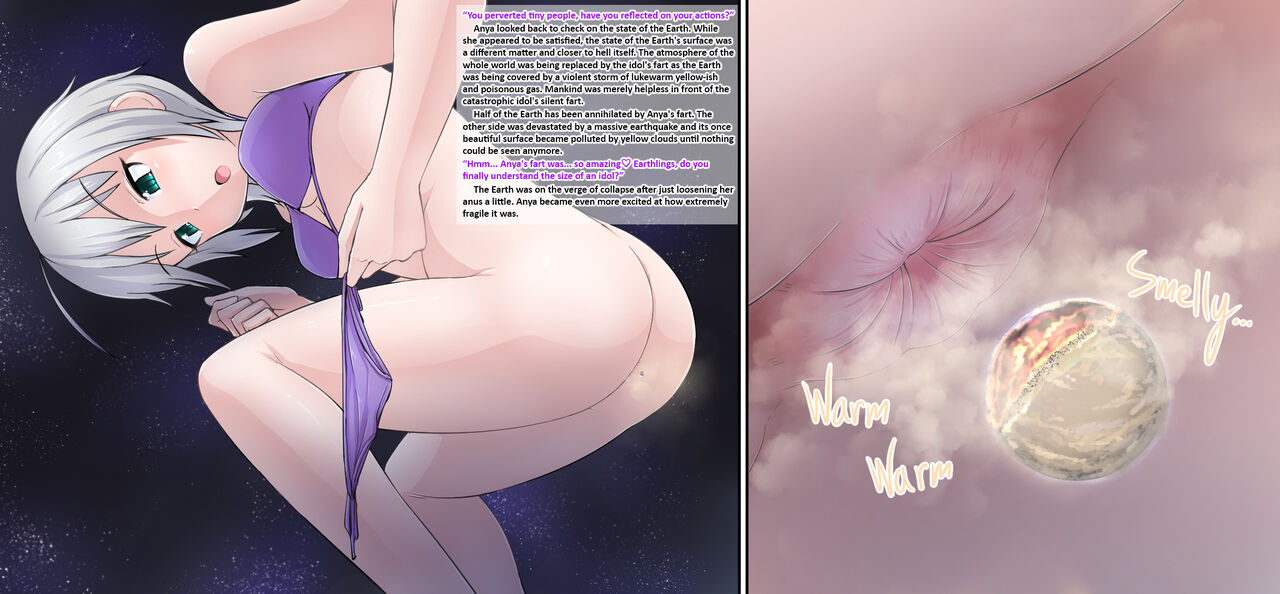 "You perverted tiny people, have you reflected on your actions?"
Anya looked back to check on the state of the Earth. While
she appeared to be satisfied, the state of the Earth's surface was
a different matter and closer to hell itself. The atmosphere of the
whole world was being replaced by the idol's fart as the Earth
was being covered by a violent storm of lukewarm yellow-ish
and poisonous gas. Mankind was merely helpless in front of the
catastrophic idol's silent fart.
Half of the Earth has been annihilated by Anya's fart. The
other side was devastated by a massive earthquake and its once
beautiful surface became polluted by yellow clouds until nothing
could be seen anymore.
"Hmm... Anya's fart was... so amazing♡ Earthlings, do you
finally understand the size of an idol?"
The Earth was on the verge of collapse after just loosening her
anus a little. Anya became even more excited at how extremely
fragile it was.
Smelly...
Warm
Warm